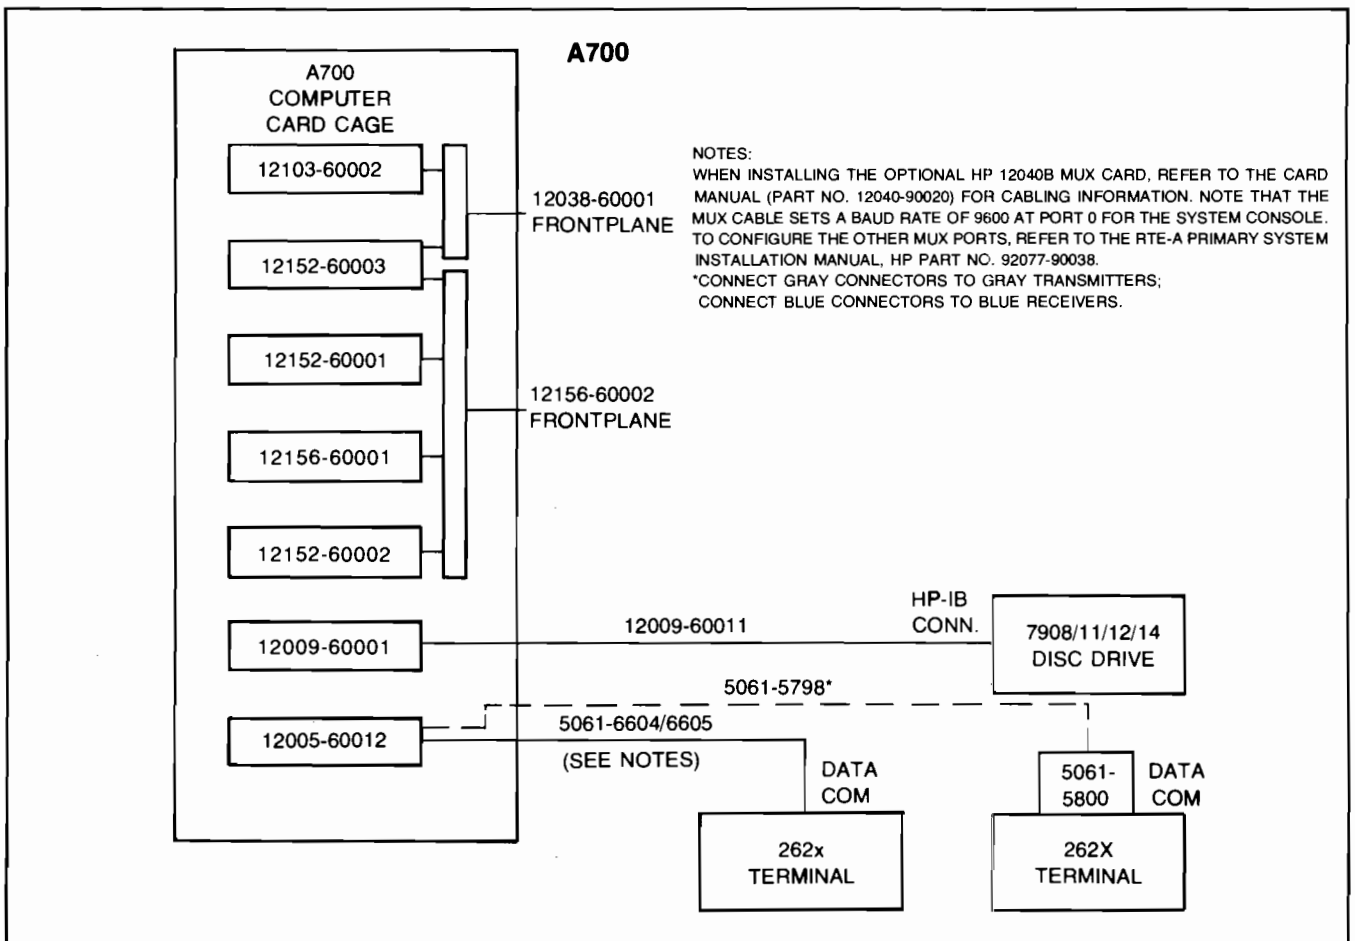 A700
A700
COMPUTER
CARD CAGE
12103-60002
12152-60003
12152-60001
12156-60001
12152-60002
12009-60001
12005-60012
12038-60001
FRONTPLANE
12156-60002
FRONTPLANE
NOTES:
WHEN INSTALLING THE OPTIONAL HP 12040B MUX CARD, REFER TO THE CARD
MANUAL (PART NO. 12040-90020) FOR CABLING INFORMATION. NOTE THAT THE
MUX CABLE SETS A BAUD RATE OF 9600 AT PORT 0 FOR THE SYSTEM CONSOLE.
TO CONFIGURE THE OTHER MUX PORTS, REFER TO THE RTE-A PRIMARY SYSTEM
INSTALLATION MANUAL, HP PART NO. 92077-90038.
*CONNECT GRAY CONNECTORS TO GRAY TRANSMITTERS;
CONNECT BLUE CONNECTORS TO BLUE RECEIVERS.
12009-60011
HP-IB
CONN.
7908/11/12/14
DISC DRIVE
5061-5798*
5061-6604/6605
(SEE NOTES)
DATA
COM
262x
TERMINAL
5061-
5800
DATA
COM
262X
TERMINAL